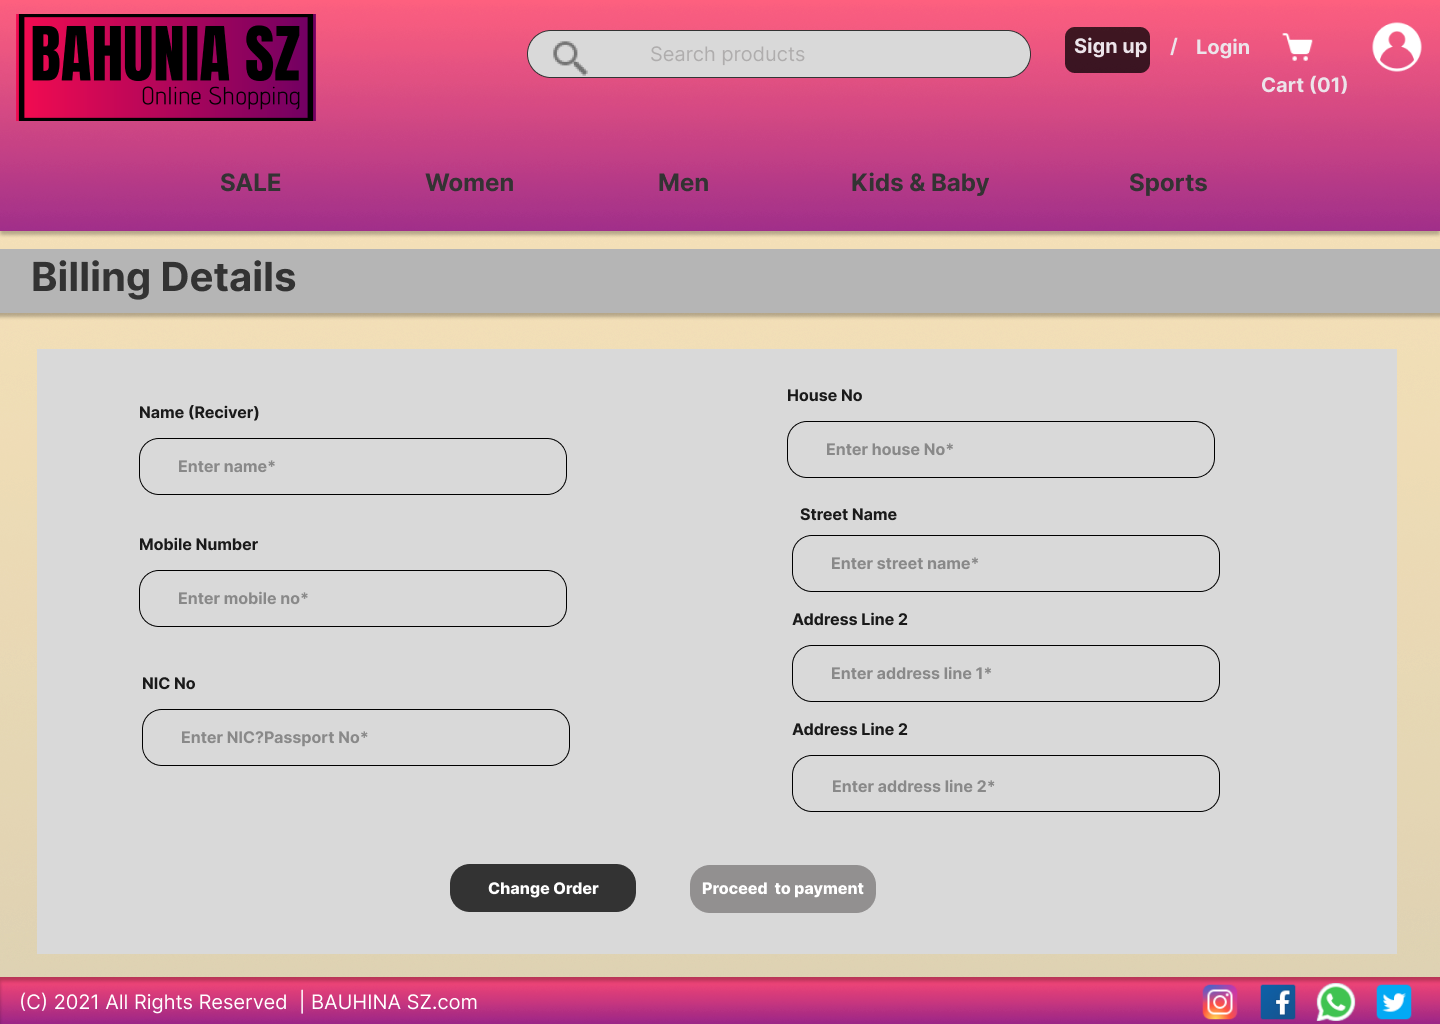 BAHUNIA SZ
Online Shopping
Search products
Sign up / Login
Cart (01)
SALE Women Men Kids & Baby Sports
Billing Details
Name (Reciver)
Enter name*
Mobile Number
Enter mobile no*
NIC No
Enter NIC?Passport No*
House No
Enter house No*
Street Name
Enter street name*
Address Line 2
Enter address line 1*
Address Line 2
Enter address line 2*
Change Order
Proceed to payment
(C) 2021 All Rights Reserved | BAUHINA SZ.com